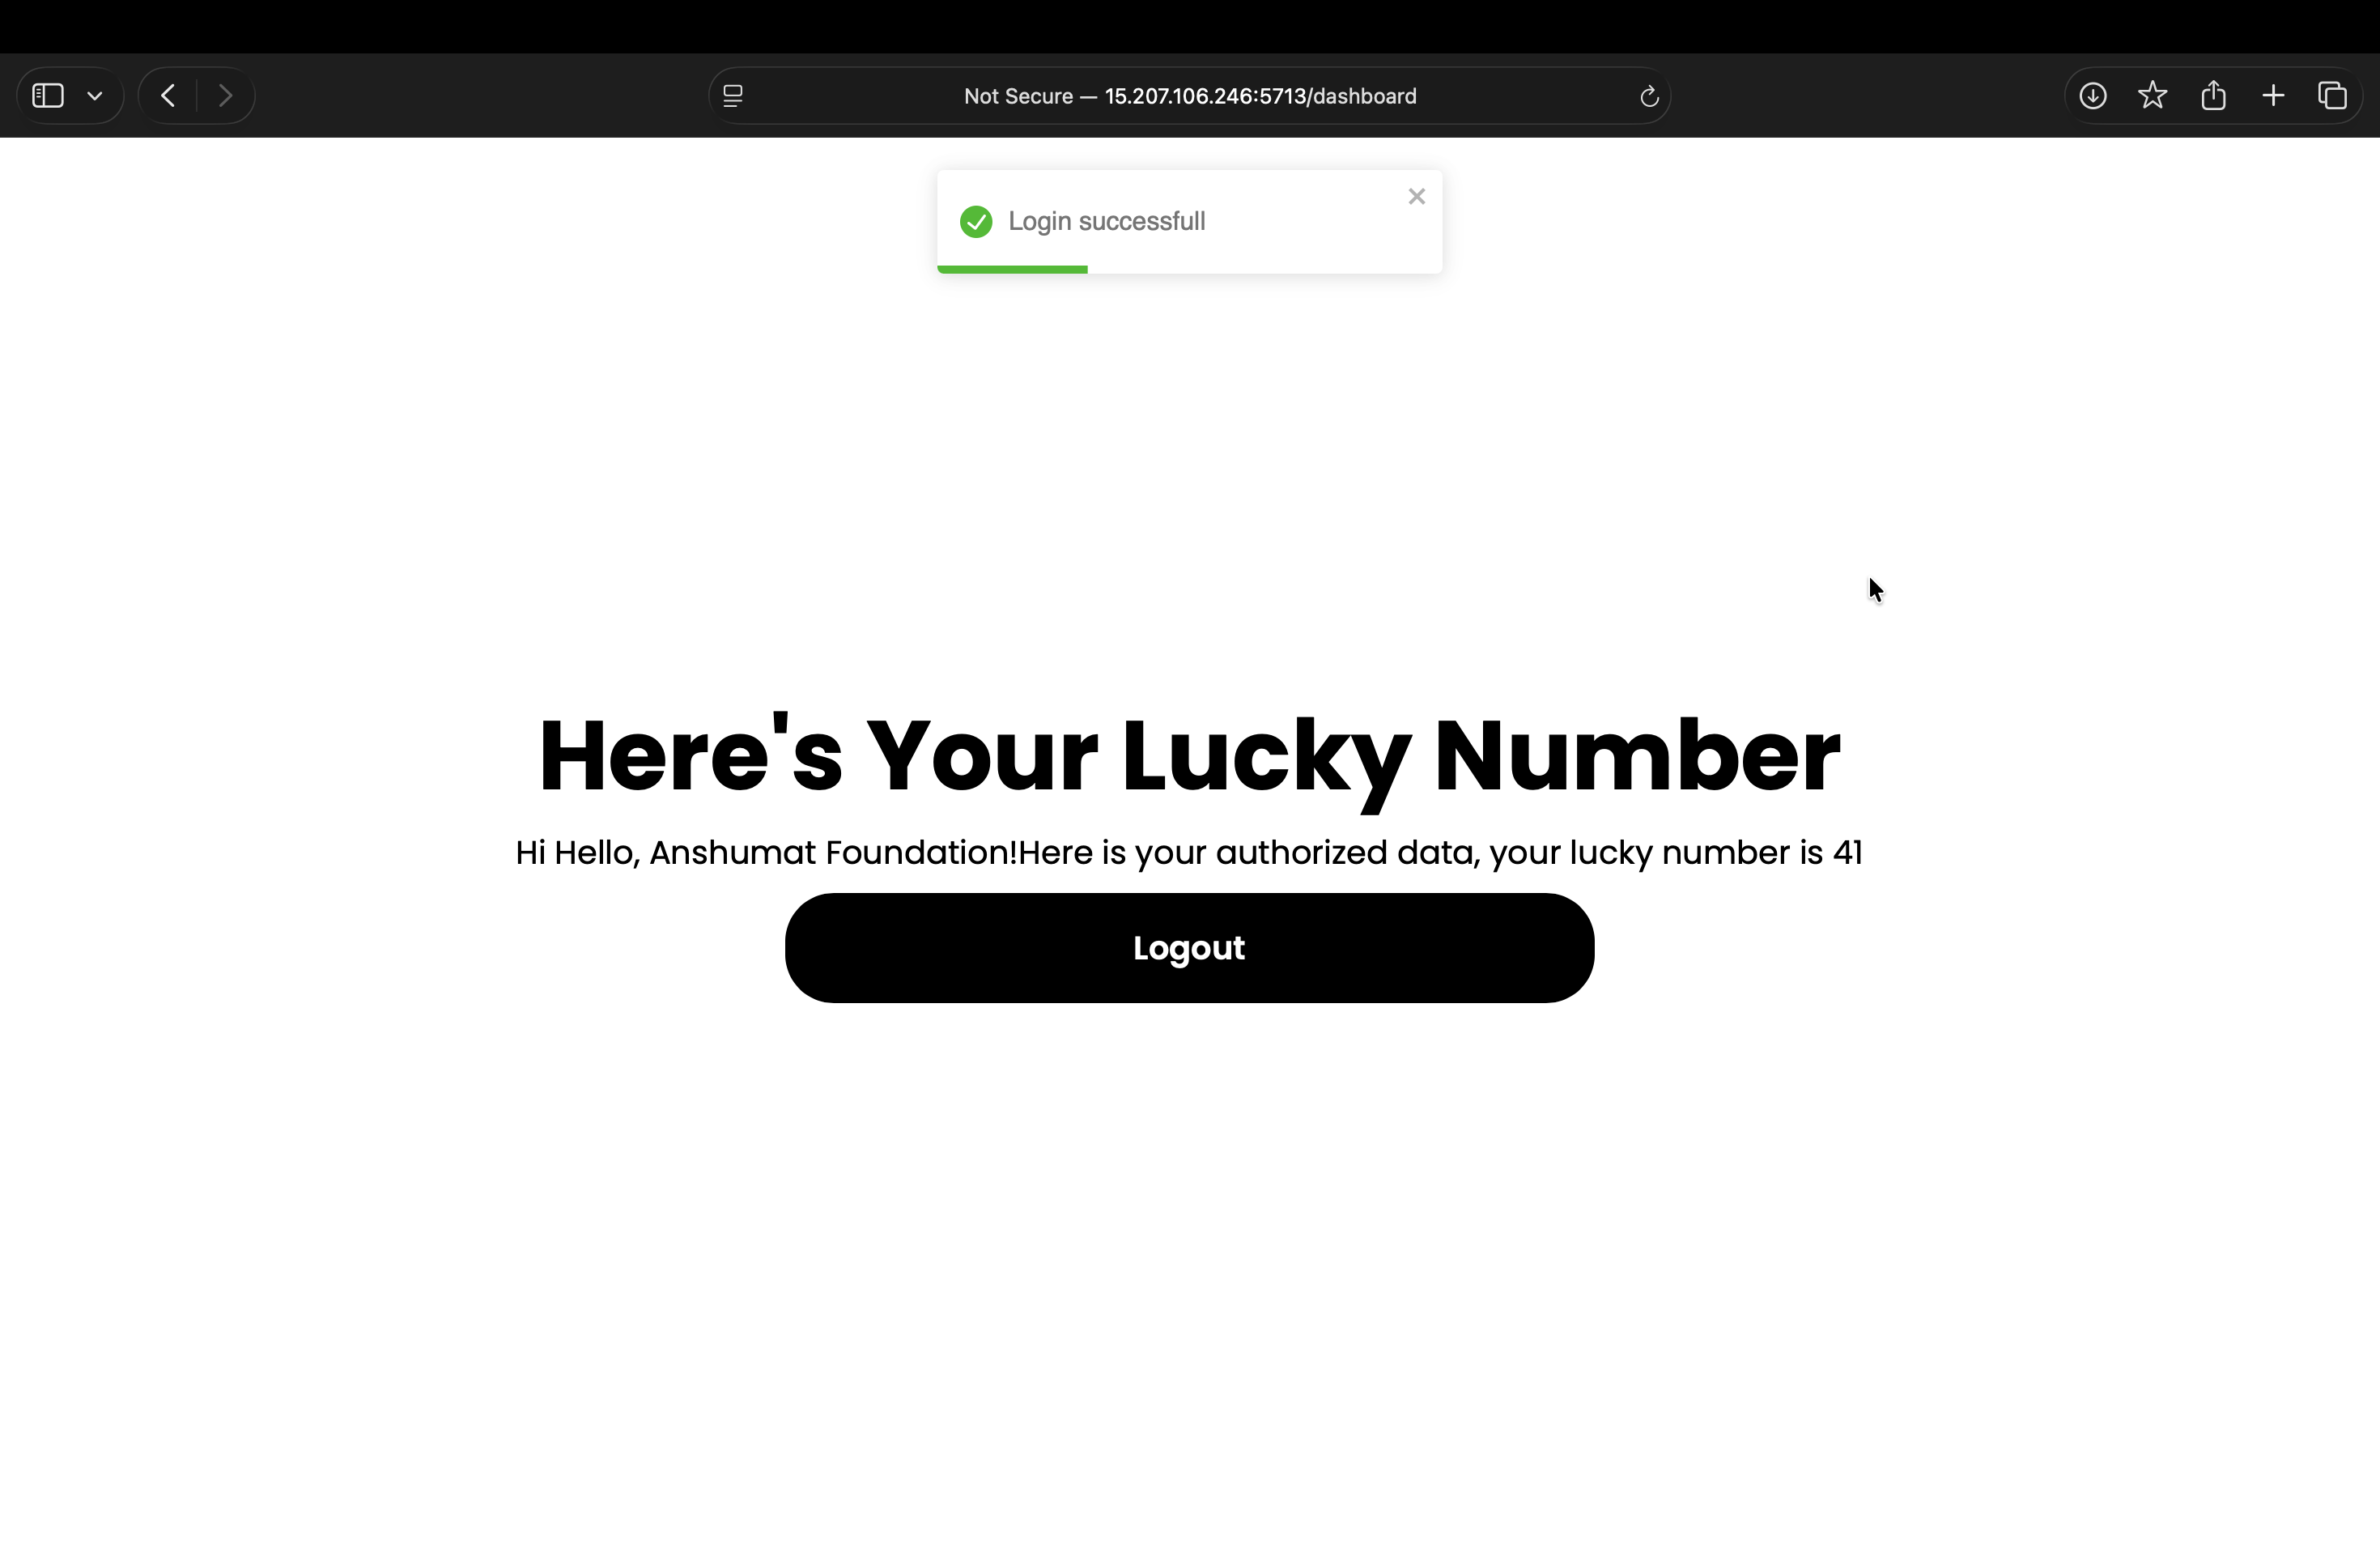 Not Secure — 15.207.106.246:5713/dashboard
Login successfull
Here's Your Lucky Number
Hi Hello, Anshumat Foundation!Here is your authorized data, your lucky number is 41
Logout